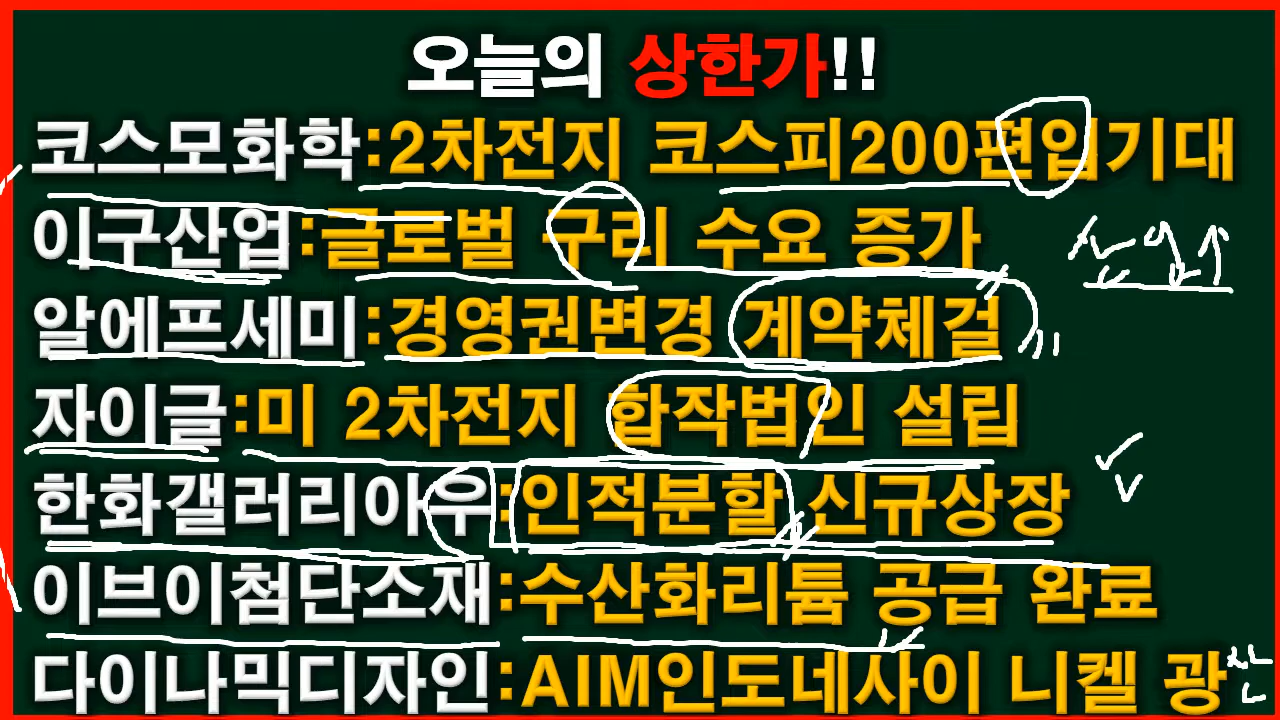 오늘의 상한가!!
코스모화학:2차전지 코스피200편입기대
이구산업:글로벌 구리 수요 증가
알에프세미:경영권변경 계약체결
자이글:미 2차전지 합작법인 설립
한화갤러리아우:인적분할 신규상장
이브이첨단소재:수산화리튬 공급 완료
다이나믹디자인:AIM인도네사이 니켈 광